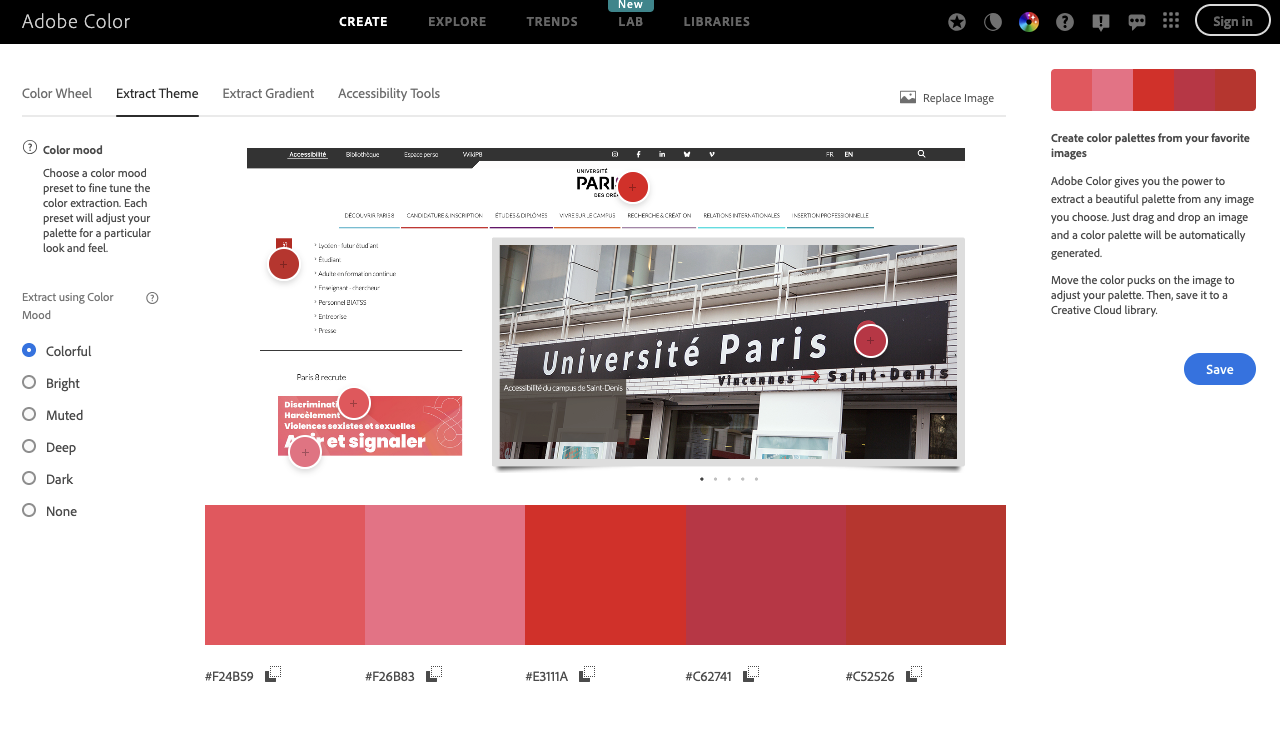 Adobe Color
CREATE
EXPLORE
TRENDS
New
LAB
LIBRARIES
Sign in
Color Wheel
Extract Theme
Extract Gradient
Accessibility Tools
Replace Image
Color mood
Choose a color mood
preset to fine tune the
color extraction. Each
preset will adjust your
palette for a particular
look and feel.
Extract using Color
Mood
Colorful
Bright
Muted
Deep
Dark
None
Accessibilité
Bibliothèque
Espace perso
WikiP8
FR
EN
UNIVERSITÉ
DÉCOUVRIR PARIS 8
CANDIDATURE & INSCRIPTION
ÉTUDES & DIPLÔMES
VIVRE SUR LE CAMPUS
RECHERCHE & CRÉATION
RELATIONS INTERNATIONALES
INSERTION PROFESSIONNELLE
Lycéen - futur étudiant
Étudiant
Adulte en formation continue
Enseignant - chercheur
Personnel BIATSS
Entreprise
Presse
Paris 8 recrute
Harcèlement
Violences sexistes et sexuelles
et signaler
Université Paris
Vincennes → Saint-Denis
Accessibilité du campus de Saint-Denis
#F24B59
#F26B83
#E3111A
#C62741
#C52526
Create color palettes from your favorite
images
Adobe Color gives you the power to
extract a beautiful palette from any image
you choose. Just drag and drop an image
and a color palette will be automatically
generated.
Move the color pucks on the image to
adjust your palette. Then, save it to a
Creative Cloud library.
Save